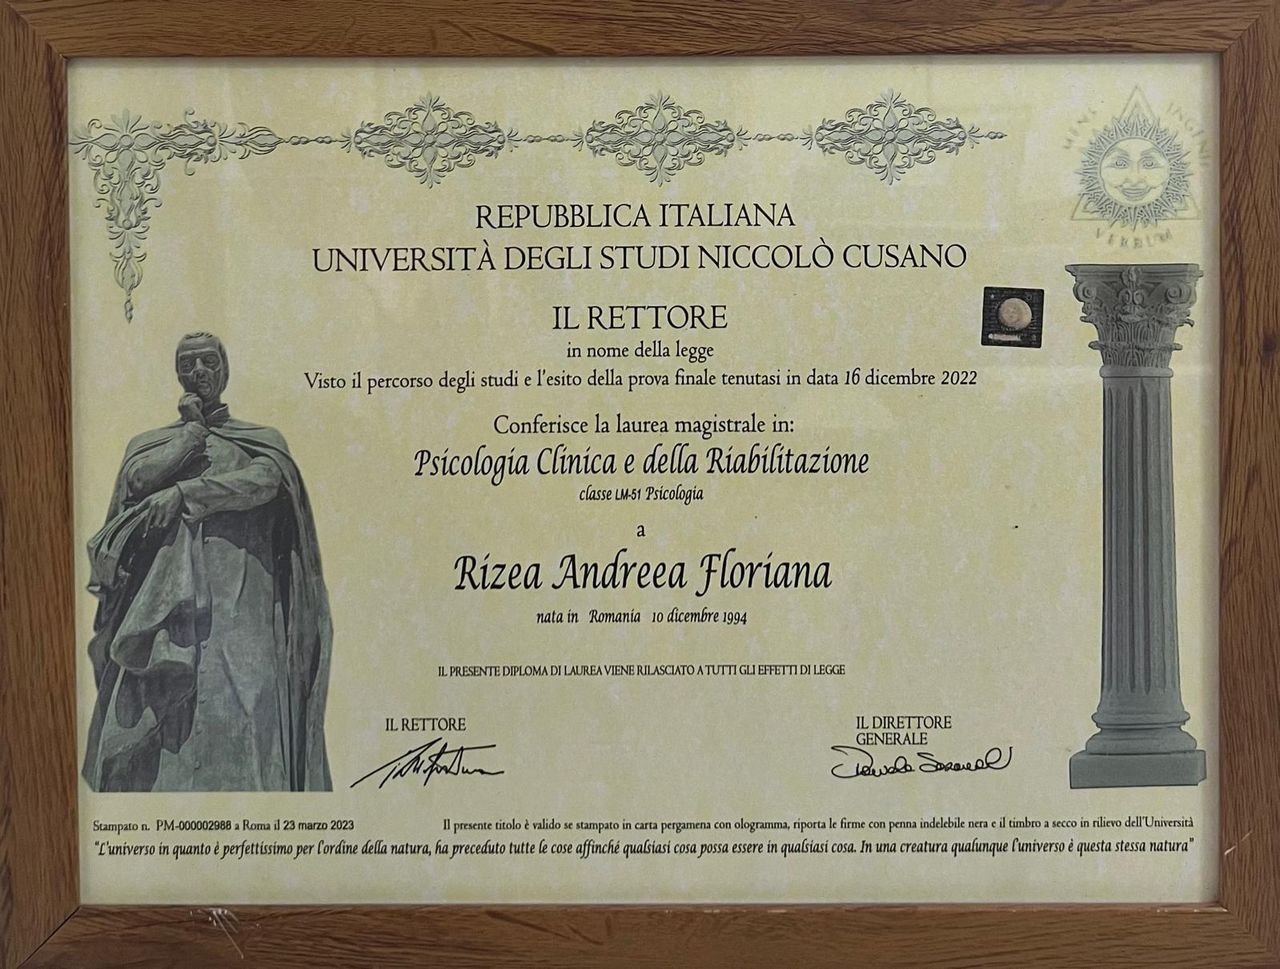 MENS INGENIUM
VERBUM
REPUBBLICA ITALIANA
UNIVERSITÀ DEGLI STUDI NICCOLÒ CUSANO
IL RETTORE
in nome della legge
Visto il percorso degli studi e l'esito della prova finale tenutasi in data 16 dicembre 2022
Conferisce la laurea magistrale in:
Psicologia Clinica e della Riabilitazione
classe LM-51 Psicologia
a
Rizea Andreea Floriana
nata in Romania 10 dicembre 1994
IL PRESENTE DIPLOMA DI LAUREA VIENE RILASCIATO A TUTTI GLI EFFETTI DI LEGGE
IL RETTORE
IL DIRETTORE
GENERALE
Stampato n. PM-000002988 a Roma il 23 marzo 2023
Il presente titolo è valido se stampato in carta pergamena con ologramma, riporta le firme con penna indelebile nera e il timbro a secco in rilievo dell'Università
"L'universo in quanto è perfettissimo per l'ordine della natura, ha preceduto tutte le cose affinché qualsiasi cosa possa essere in qualsiasi cosa. In una creatura qualunque l'universo è questa stessa natura"